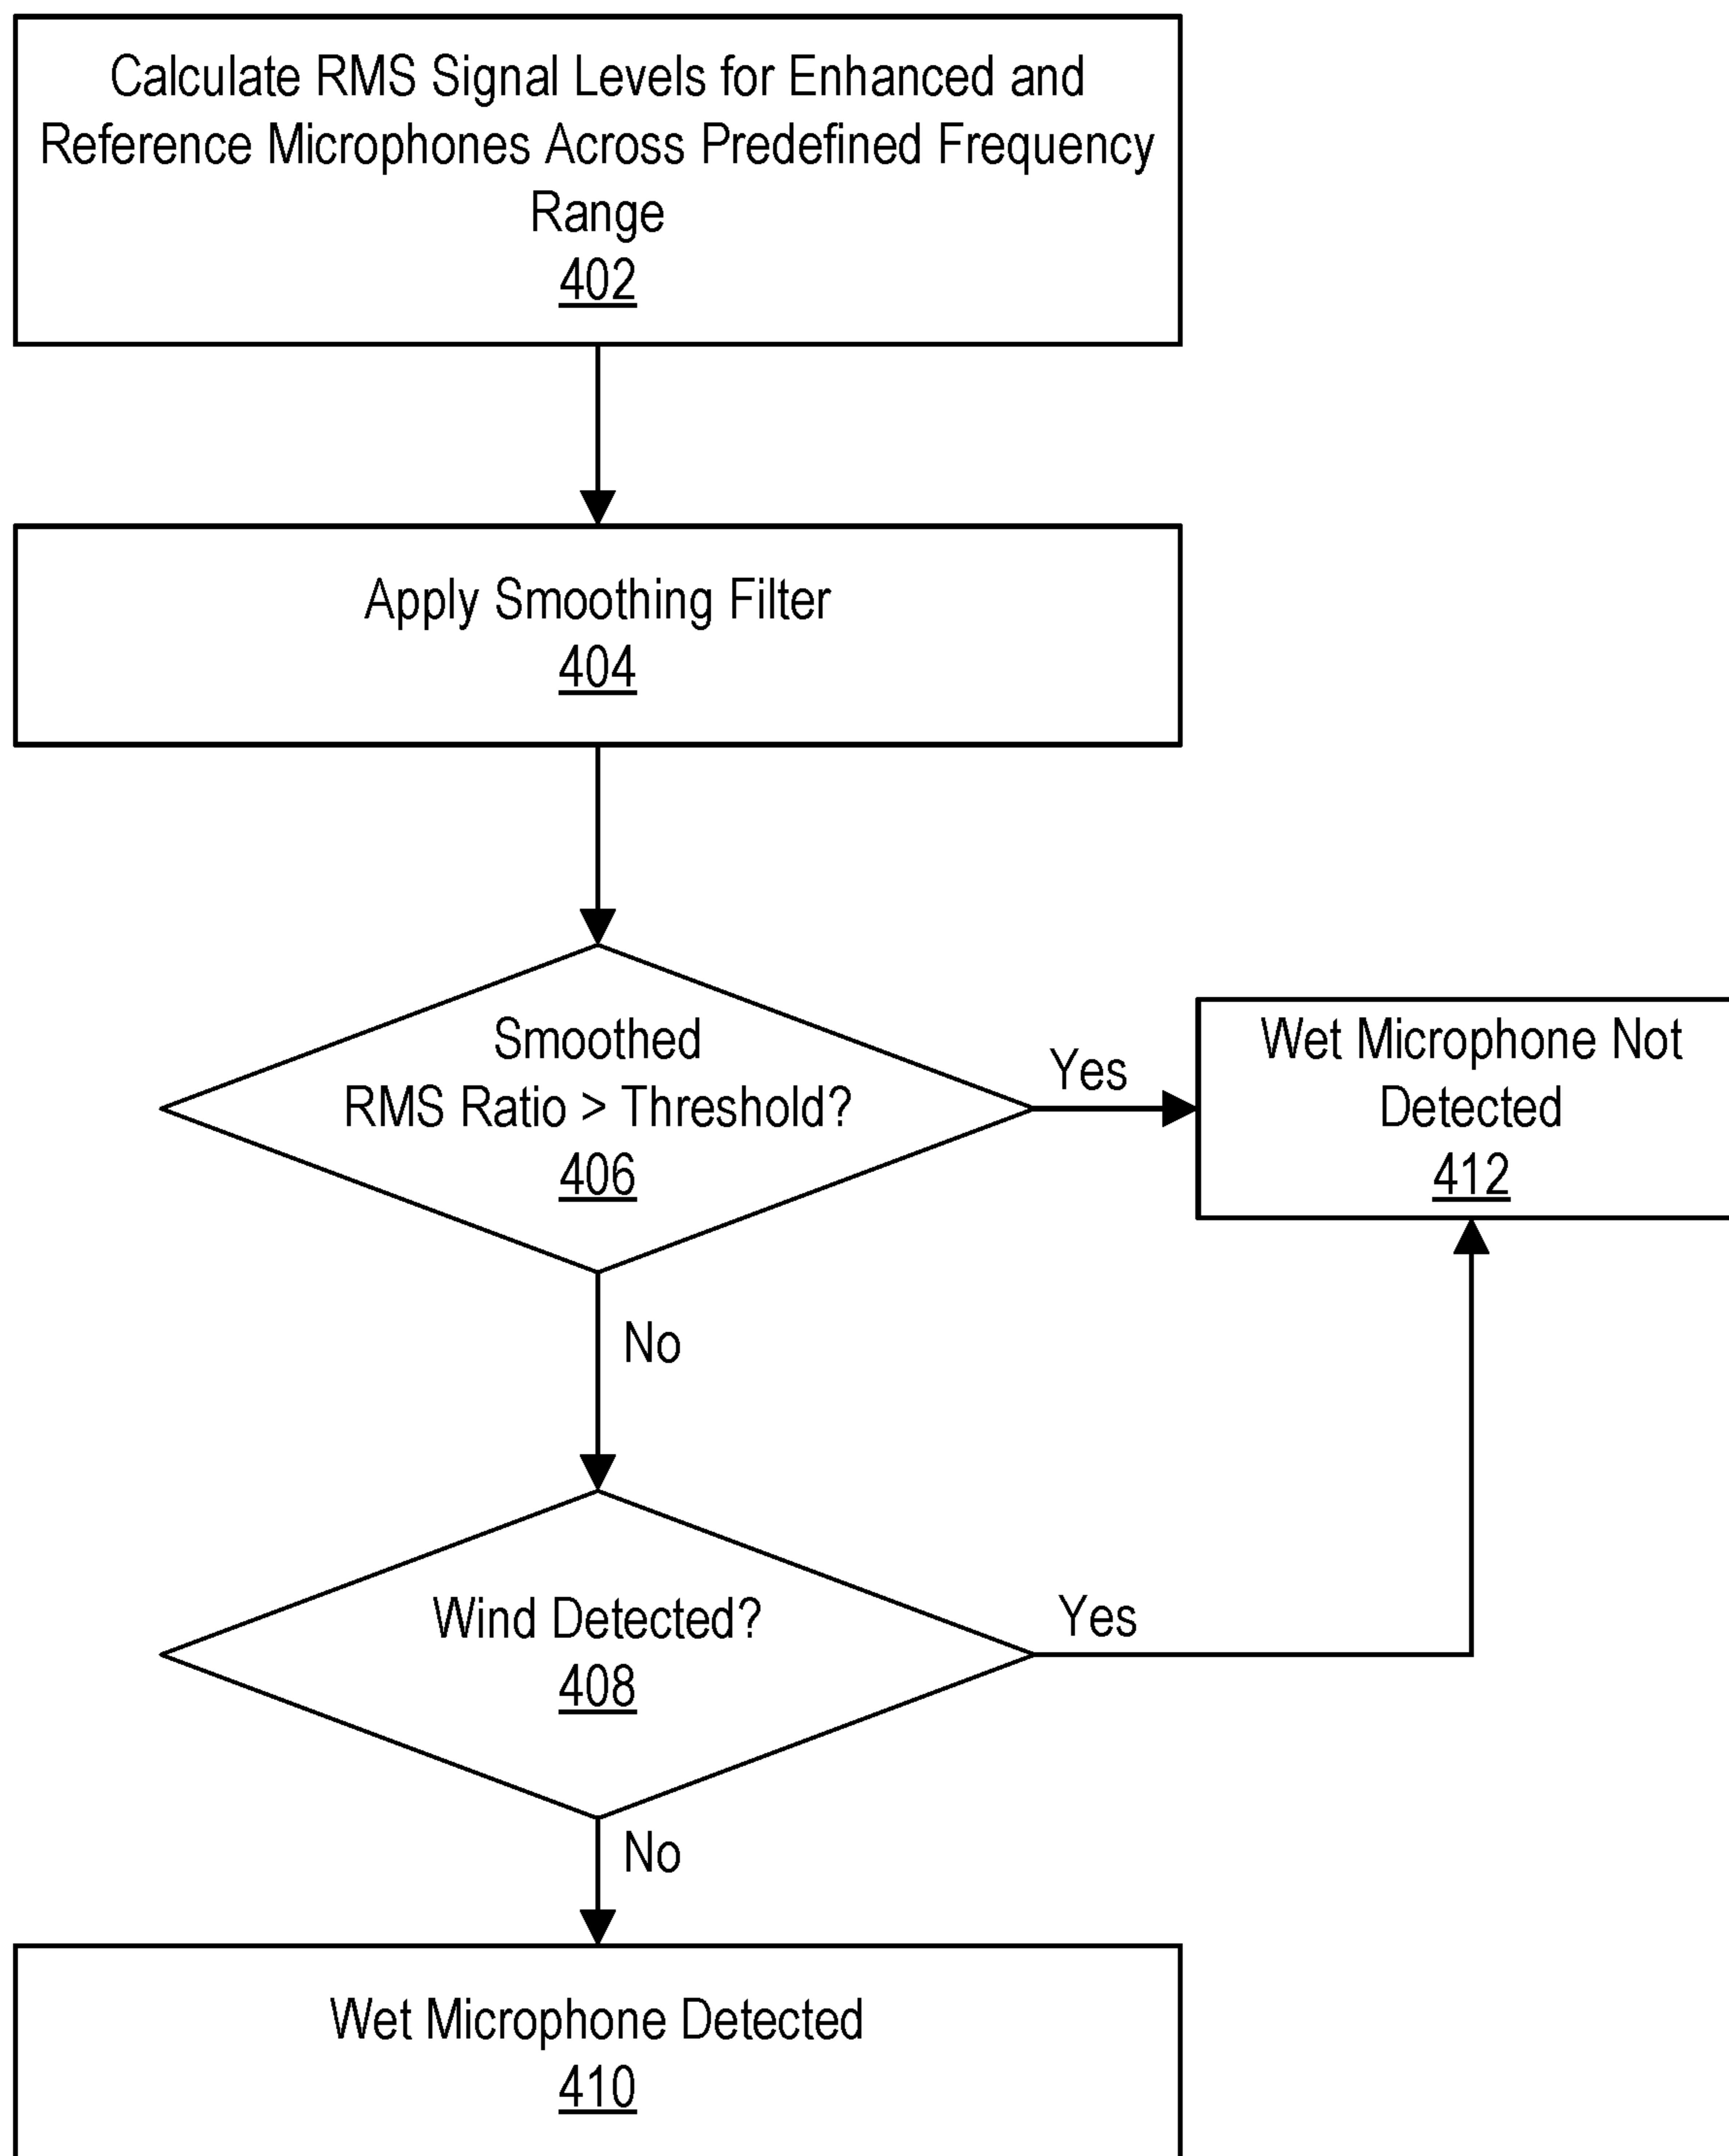 Calculate RMS Signal Levels for Enhanced and
Reference Microphones Across Predefined Frequency
Range
402
Apply Smoothing Filter
404
Smoothed
RMS Ratio > Threshold?
406
Yes
Wet Microphone Not
Detected
412
No
Wind Detected?
408
Yes
No
Wet Microphone Detected
410